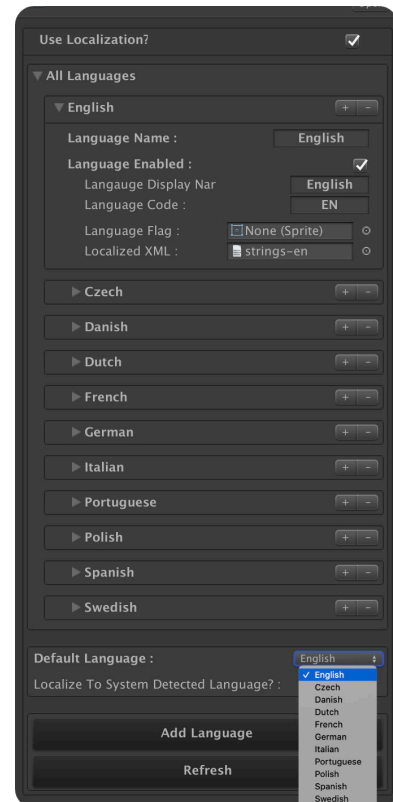 Use Localization?
All Languages
English + -
Language Name : English
Language Enabled :
Langauge Display Nar English
Language Code : EN
Language Flag : None (Sprite)
Localized XML : strings-en
Czech + -
Danish + -
Dutch + -
French + -
German + -
Italian + -
Portuguese + -
Polish + -
Spanish + -
Swedish + -
Default Language : English
Localize To System Detected Language? :
English
Czech
Danish
Dutch
French
German
Italian
Portuguese
Polish
Spanish
Swedish
Add Language
Refresh